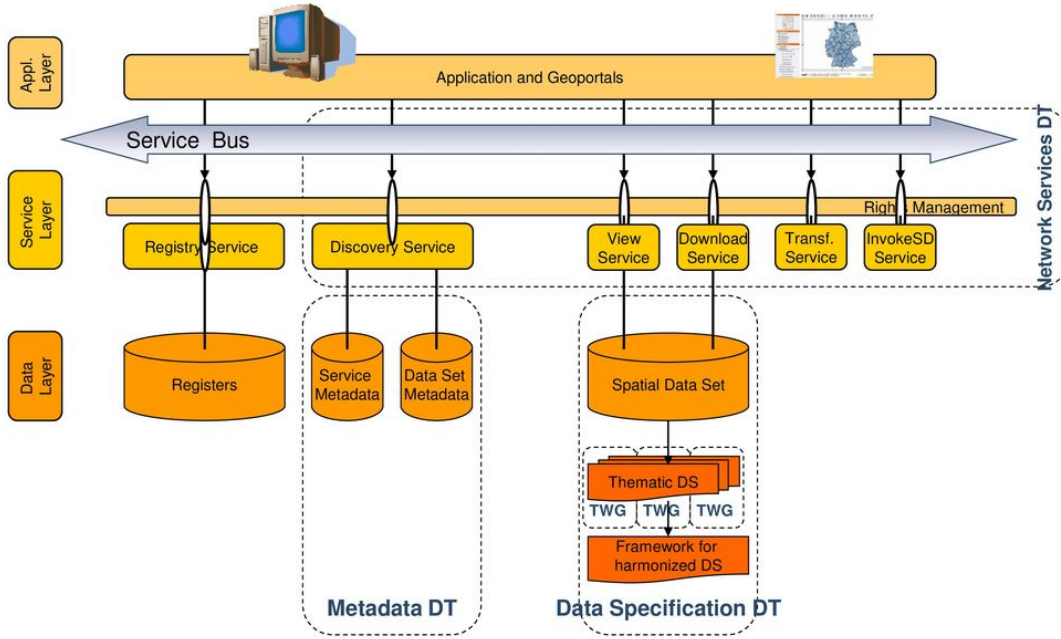 Appl.
Layer
Application and Geoportals
Service Bus
Network Services DT
Service
Layer
Rights Management
Registry Service
Discovery Service
View
Service
Download
Service
Transf.
Service
InvokeSD
Service
Data
Layer
Registers
Service
Metadata
Data Set
Metadata
Spatial Data Set
Thematic DS
TWG
TWG
TWG
Framework for
harmonized DS
Metadata DT
Data Specification DT